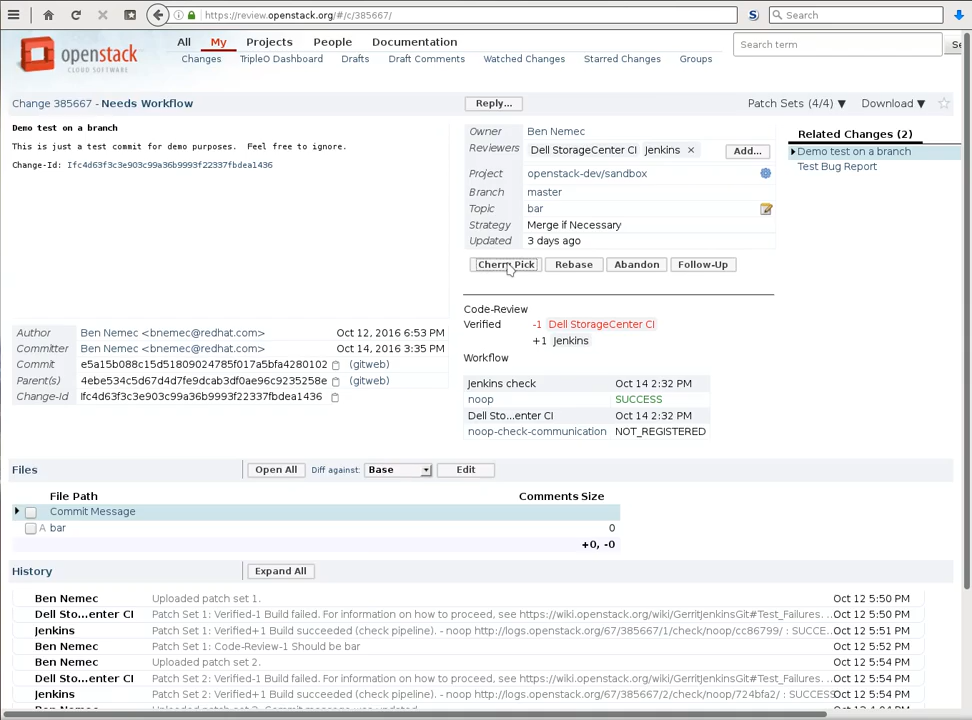 https://review.openstack.org/#/c/385667/
S
Search
openstack
CLOUD SOFTWARE
All My Projects People Documentation
Changes TripleO Dashboard Drafts Draft Comments Watched Changes Starred Changes Groups
Search term
Se
Change 385667 - Needs Workflow
Reply...
Patch Sets (4/4) ▼ Download ▼
Demo test on a branch
This is just a test commit for demo purposes.  Feel free to ignore.
Change-Id: Ifc4d63f3c3e903c99a36b9993f22337fbdea1436
Owner Ben Nemec
Reviewers Dell StorageCenter CI Jenkins × Add...
Project openstack-dev/sandbox
Branch master
Topic bar
Strategy Merge if Necessary
Updated 3 days ago
Cherry Pick Rebase Abandon Follow-Up
Related Changes (2)
Demo test on a branch
Test Bug Report
Code-Review
Verified -1 Dell StorageCenter CI
+1 Jenkins
Workflow
Author Ben Nemec <bnemec@redhat.com> Oct 12, 2016 6:53 PM
Committer Ben Nemec <bnemec@redhat.com> Oct 14, 2016 3:35 PM
Commit e5a15b088c15d51809024785f017a5bfa4280102 (gitweb)
Parent(s) 4ebe534c5d67d4d7fe9dcab3df0ae96c9235258e (gitweb)
Change-Id Ifc4d63f3c3e903c99a36b9993f22337fbdea1436
Jenkins check Oct 14 2:32 PM
noop SUCCESS
Dell Sto...enter CI Oct 14 2:32 PM
noop-check-communication NOT_REGISTERED
Files Open All Diff against: Base Edit
File Path Comments Size
Commit Message
A bar 0
+0, -0
History Expand All
Ben Nemec Uploaded patch set 1. Oct 12 5:50 PM
Dell Sto...enter CI Patch Set 1: Verified-1 Build failed. For information on how to proceed, see https://wiki.openstack.org/wiki/GerritJenkinsGit#Test_Failures. .. Oct 12 5:50 PM
Jenkins Patch Set 1: Verified+1 Build succeeded (check pipeline). - noop http://logs.openstack.org/67/385667/1/check/noop/cc86799/ : SUCCE... Oct 12 5:51 PM
Ben Nemec Patch Set 1: Code-Review-1 Should be bar Oct 12 5:52 PM
Ben Nemec Uploaded patch set 2. Oct 12 5:54 PM
Dell Sto...enter CI Patch Set 2: Verified-1 Build failed. For information on how to proceed, see https://wiki.openstack.org/wiki/GerritJenkinsGit#Test_Failures. .. Oct 12 5:54 PM
Jenkins Patch Set 2: Verified+1 Build succeeded (check pipeline). - noop http://logs.openstack.org/67/385667/2/check/noop/724bfa2/ : SUCCESS Oct 12 5:54 PM